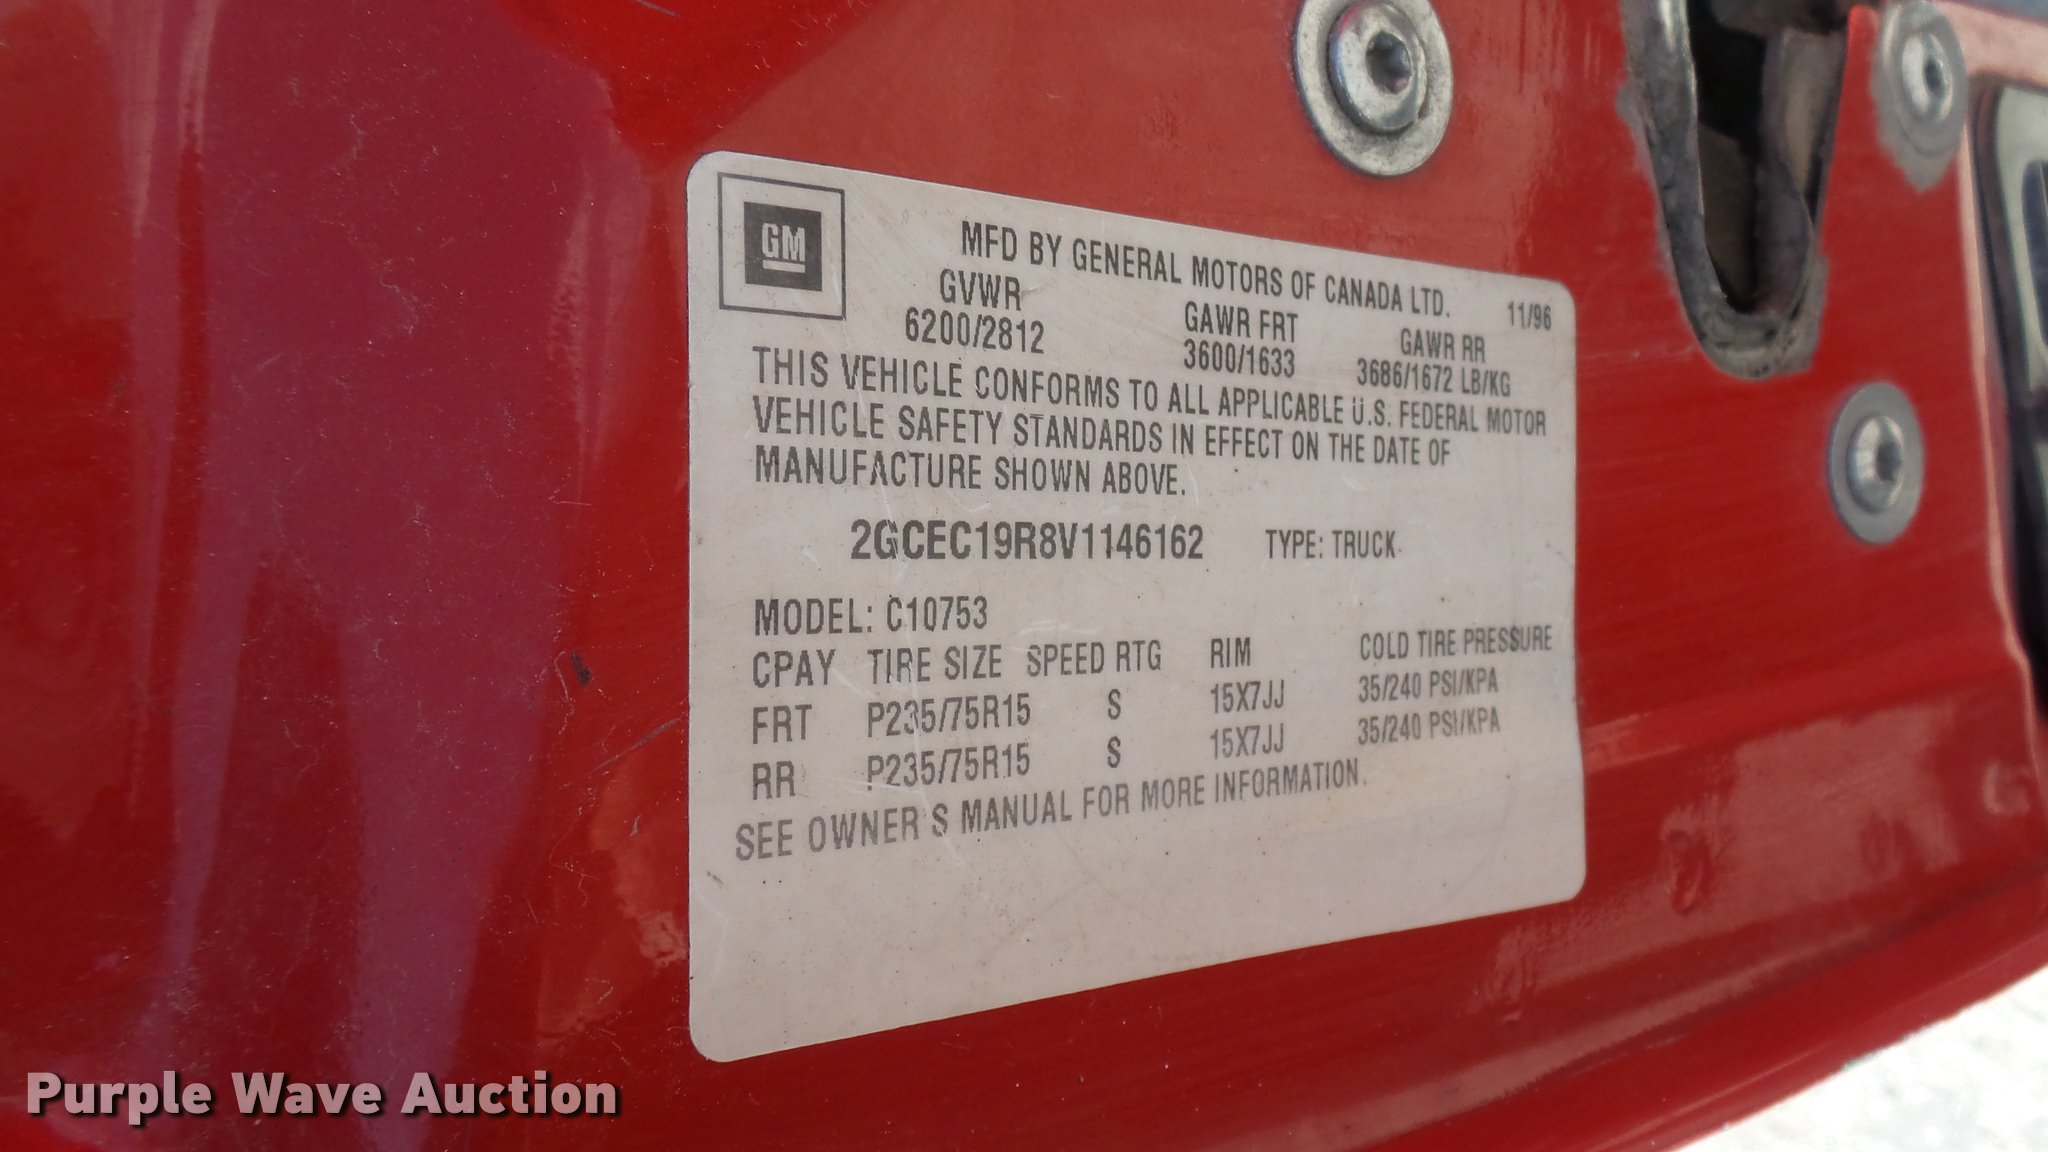 GM
MFD BY GENERAL MOTORS OF CANADA LTD. 11/96
GVWR GAWR FRT GAWR RR
6200/2812 3600/1633 3686/1672 LB/KG
THIS VEHICLE CONFORMS TO ALL APPLICABLE U.S. FEDERAL MOTOR
VEHICLE SAFETY STANDARDS IN EFFECT ON THE DATE OF
MANUFACTURE SHOWN ABOVE.
2GCEC19R8V1146162 TYPE: TRUCK
MODEL: C10753
CPAY TIRE SIZE SPEED RTG RIM COLD TIRE PRESSURE
FRT P235/75R15 S 15X7JJ 35/240 PSI/KPA
RR P235/75R15 S 15X7JJ 35/240 PSI/KPA
SEE OWNER'S MANUAL FOR MORE INFORMATION.
Purple Wave Auction